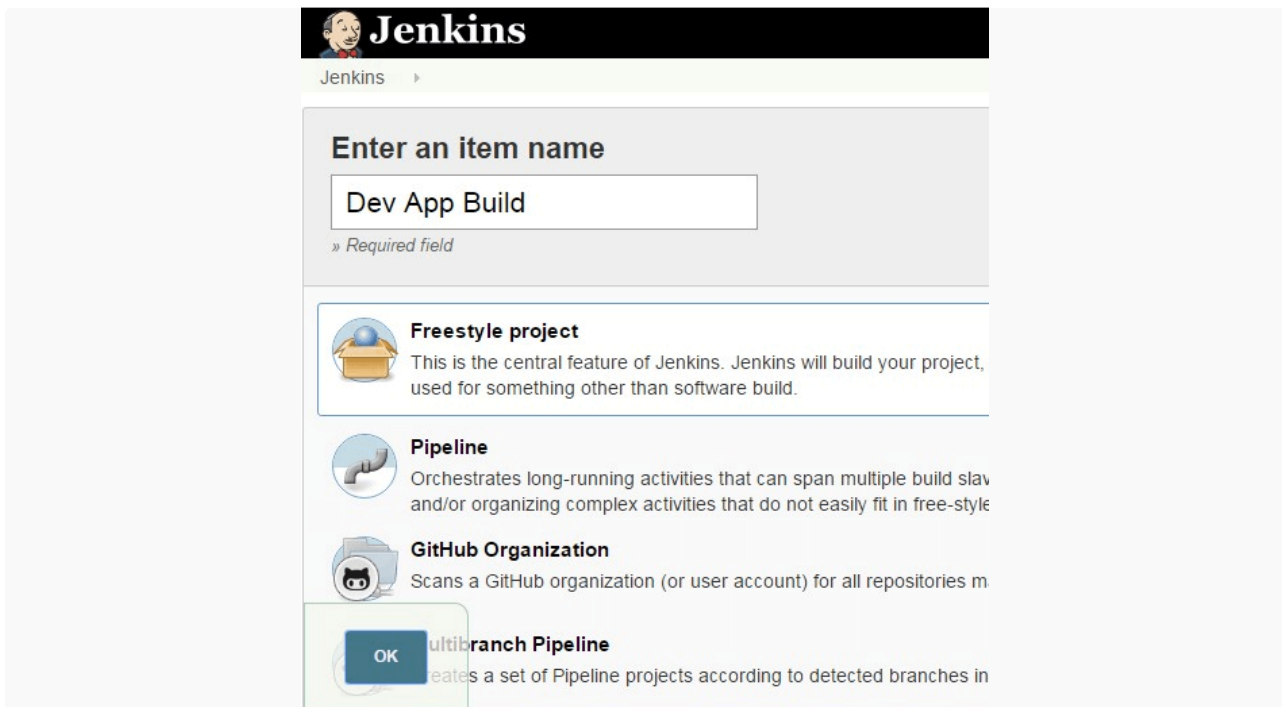 Jenkins
Jenkins
Enter an item name
Dev App Build
» Required field
Freestyle project
This is the central feature of Jenkins. Jenkins will build your project,
used for something other than software build.
Pipeline
Orchestrates long-running activities that can span multiple build slav
and/or organizing complex activities that do not easily fit in free-style
GitHub Organization
Scans a GitHub organization (or user account) for all repositories m
ultibranch Pipeline
OK
reates a set of Pipeline projects according to detected branches in